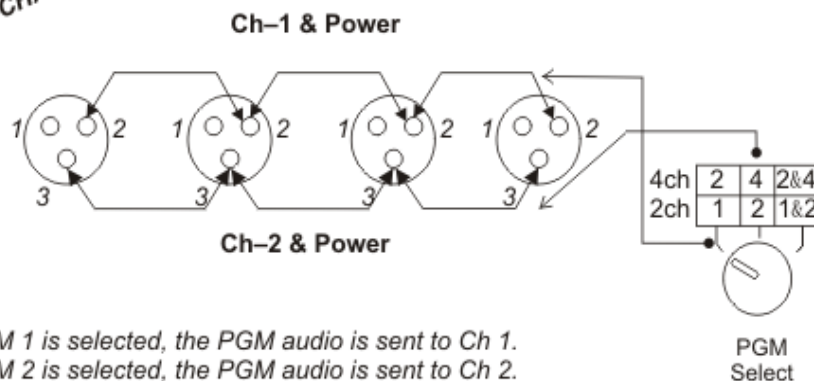 Ch–1 & Power
1 2 1 2 1 2 1 2
3 3 3 3
4ch 2 4 2&4
2ch 1 2 1&2
Ch–2 & Power
M 1 is selected, the PGM audio is sent to Ch 1.
M 2 is selected, the PGM audio is sent to Ch 2.
PGM
Select